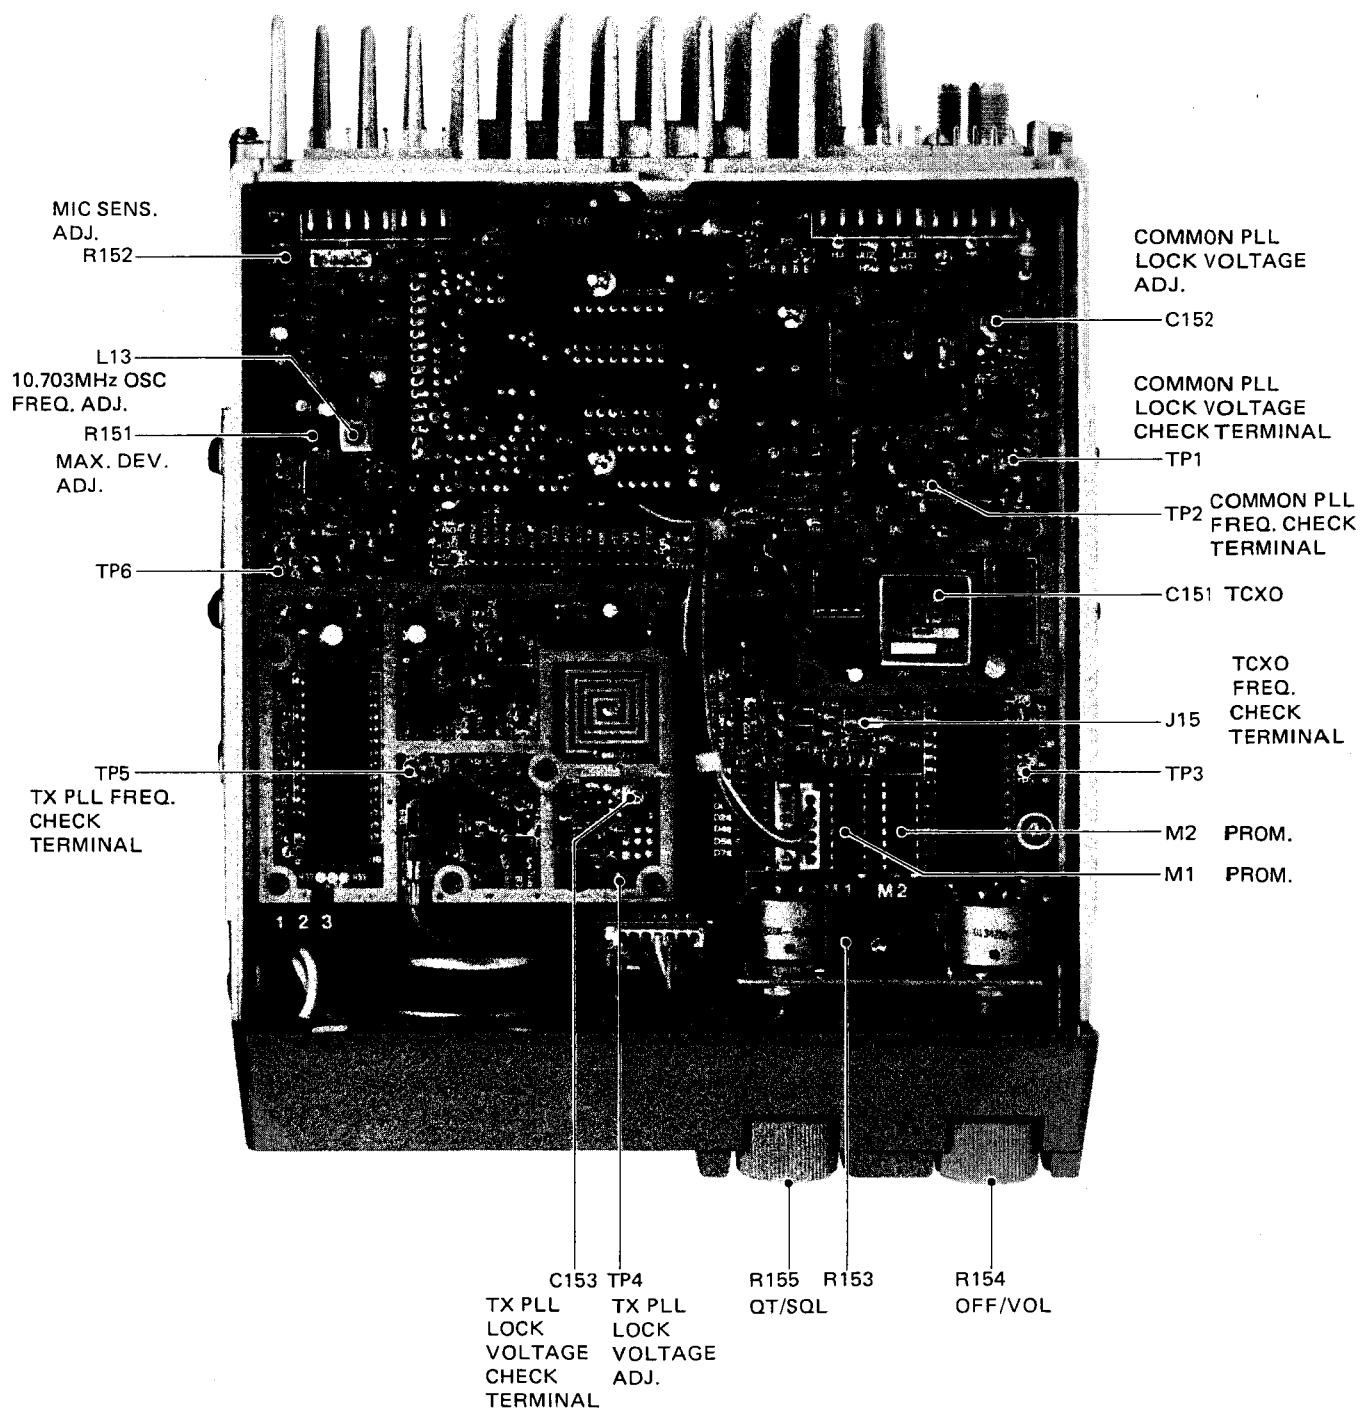 MIC SENS.
ADJ.
R152
L13
10.703MHz OSC
FREQ. ADJ.
R151
MAX. DEV.
ADJ.
TP6
TP5
TX PLL FREQ.
CHECK
TERMINAL
COMMON PLL
LOCK VOLTAGE
ADJ.
C152
COMMON PLL
LOCK VOLTAGE
CHECK TERMINAL
TP1
TP2 COMMON PLL
FREQ. CHECK
TERMINAL
C151 TCXO
TCXO
FREQ.
CHECK
TERMINAL
J15
TP3
M2 PROM.
M1 PROM.
M1 M2
1 2 3
C153
TX PLL
LOCK
VOLTAGE
CHECK
TERMINAL
TP4
TX PLL
LOCK
VOLTAGE
ADJ.
R155
QT/SQL
R153
R154
OFF/VOL